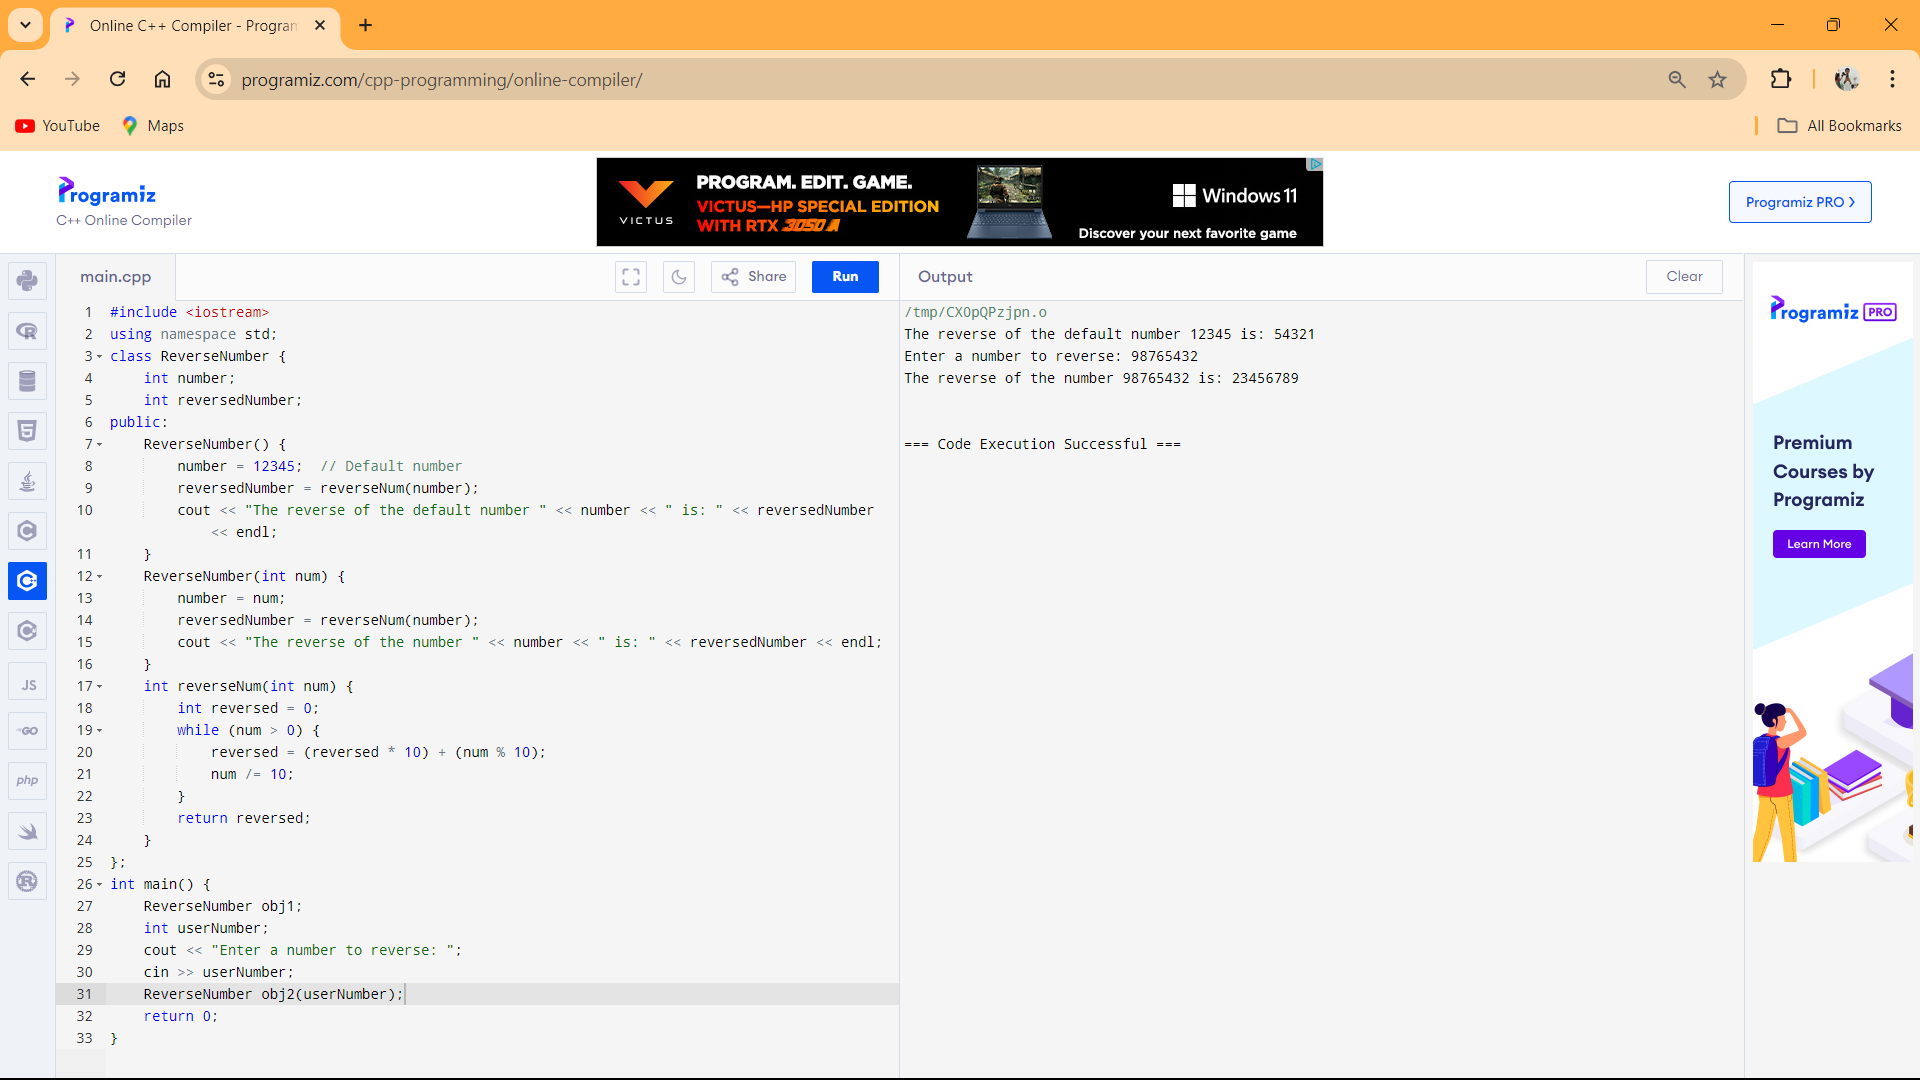 Online C++ Compiler - Program
programiz.com/cpp-programming/online-compiler/
YouTube
Maps
All Bookmarks
Programiz
C++ Online Compiler
VICTUS
PROGRAM. EDIT. GAME.
VICTUS—HP SPECIAL EDITION
WITH RTX 3050 A
Windows 11
Discover your next favorite game
Programiz PRO ›
main.cpp
Share
Run
1 #include <iostream>
2 using namespace std;
3 class ReverseNumber {
4     int number;
5     int reversedNumber;
6 public:
7     ReverseNumber() {
8         number = 12345;  // Default number
9         reversedNumber = reverseNum(number);
10         cout << "The reverse of the default number " << number << " is: " << reversedNumber
            << endl;
11     }
12     ReverseNumber(int num) {
13         number = num;
14         reversedNumber = reverseNum(number);
15         cout << "The reverse of the number " << number << " is: " << reversedNumber << endl;
16     }
17     int reverseNum(int num) {
18         int reversed = 0;
19         while (num > 0) {
20             reversed = (reversed * 10) + (num % 10);
21             num /= 10;
22         }
23         return reversed;
24     }
25 };
26 int main() {
27     ReverseNumber obj1;
28     int userNumber;
29     cout << "Enter a number to reverse: ";
30     cin >> userNumber;
31     ReverseNumber obj2(userNumber);
32     return 0;
33 }
Output
Clear
/tmp/CX0pQPzjpn.o
The reverse of the default number 12345 is: 54321
Enter a number to reverse: 98765432
The reverse of the number 98765432 is: 23456789
=== Code Execution Successful ===
JS
GO
php
Programiz PRO
Premium
Courses by
Programiz
Learn More